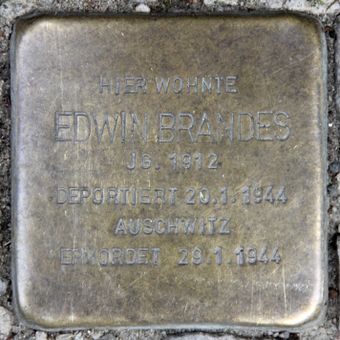 HIER WOHNTE
EDWIN BRANDES
JG. 1912
DEPORTIERT 20.1.1944
AUSCHWITZ
ERMORDET 29.1.1944